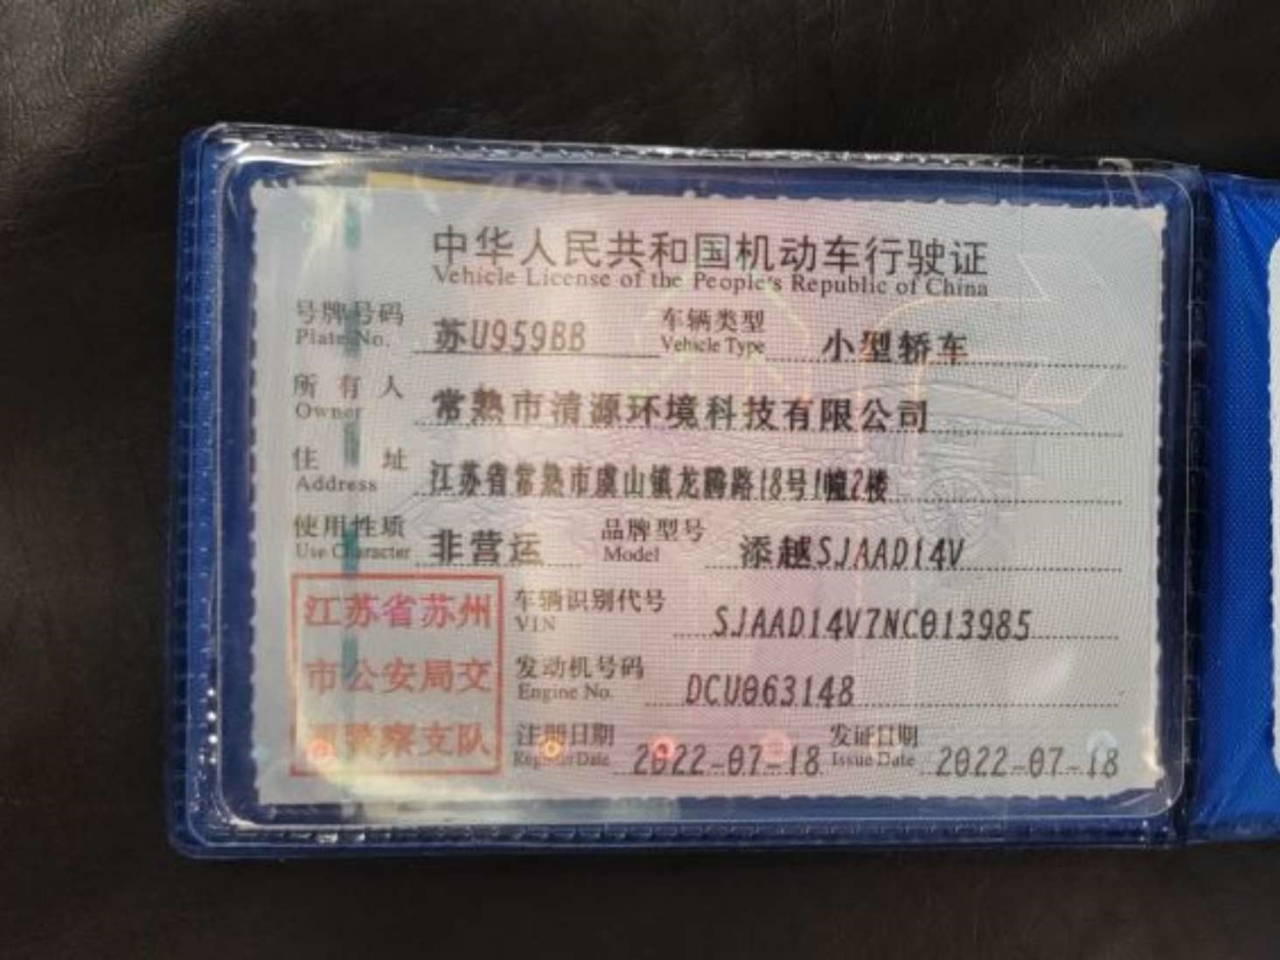 中华人民共和国机动车行驶证
Vehicle License of the People's Republic of China
号牌号码 苏U959BB 车辆类型 小型轿车
Plate No. Vehicle Type
所有人 常熟市清源环境科技有限公司
Owner
住址 江苏省常熟市虞山镇龙腾路18号1幢2楼
Address
使用性质 非营运 品牌型号 添越SJAAD14V
Use Character Model
江苏省苏州
市公安局交
警察支队
车辆识别代号 SJAAD14V7NC013985
VIN
发动机号码 DCU063148
Engine No.
注册日期 2022-07-18 发证日期 2022-07-18
Register Date Issue Date